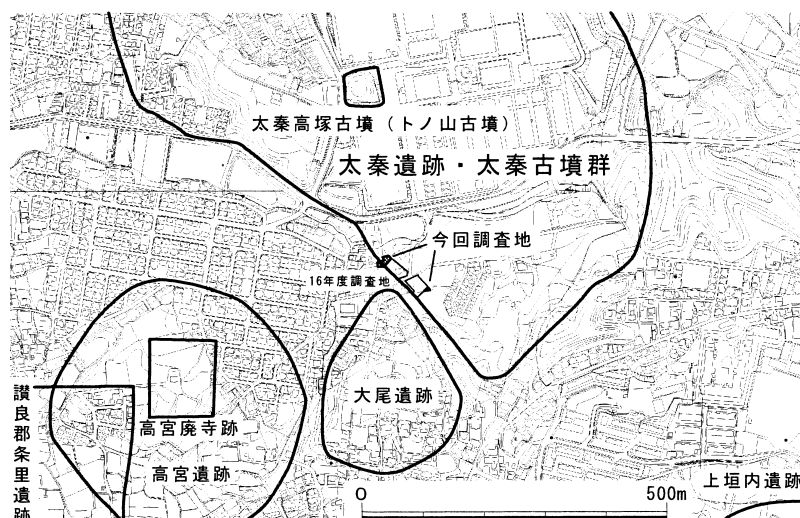 太秦高塚古墳（トノ山古墳）
太秦遺跡・太秦古墳群
今回調査地
16年度調査地
大尾遺跡
高宮廃寺跡
高宮遺跡
讃良郡条里遺跡
上垣内遺跡
0 500m